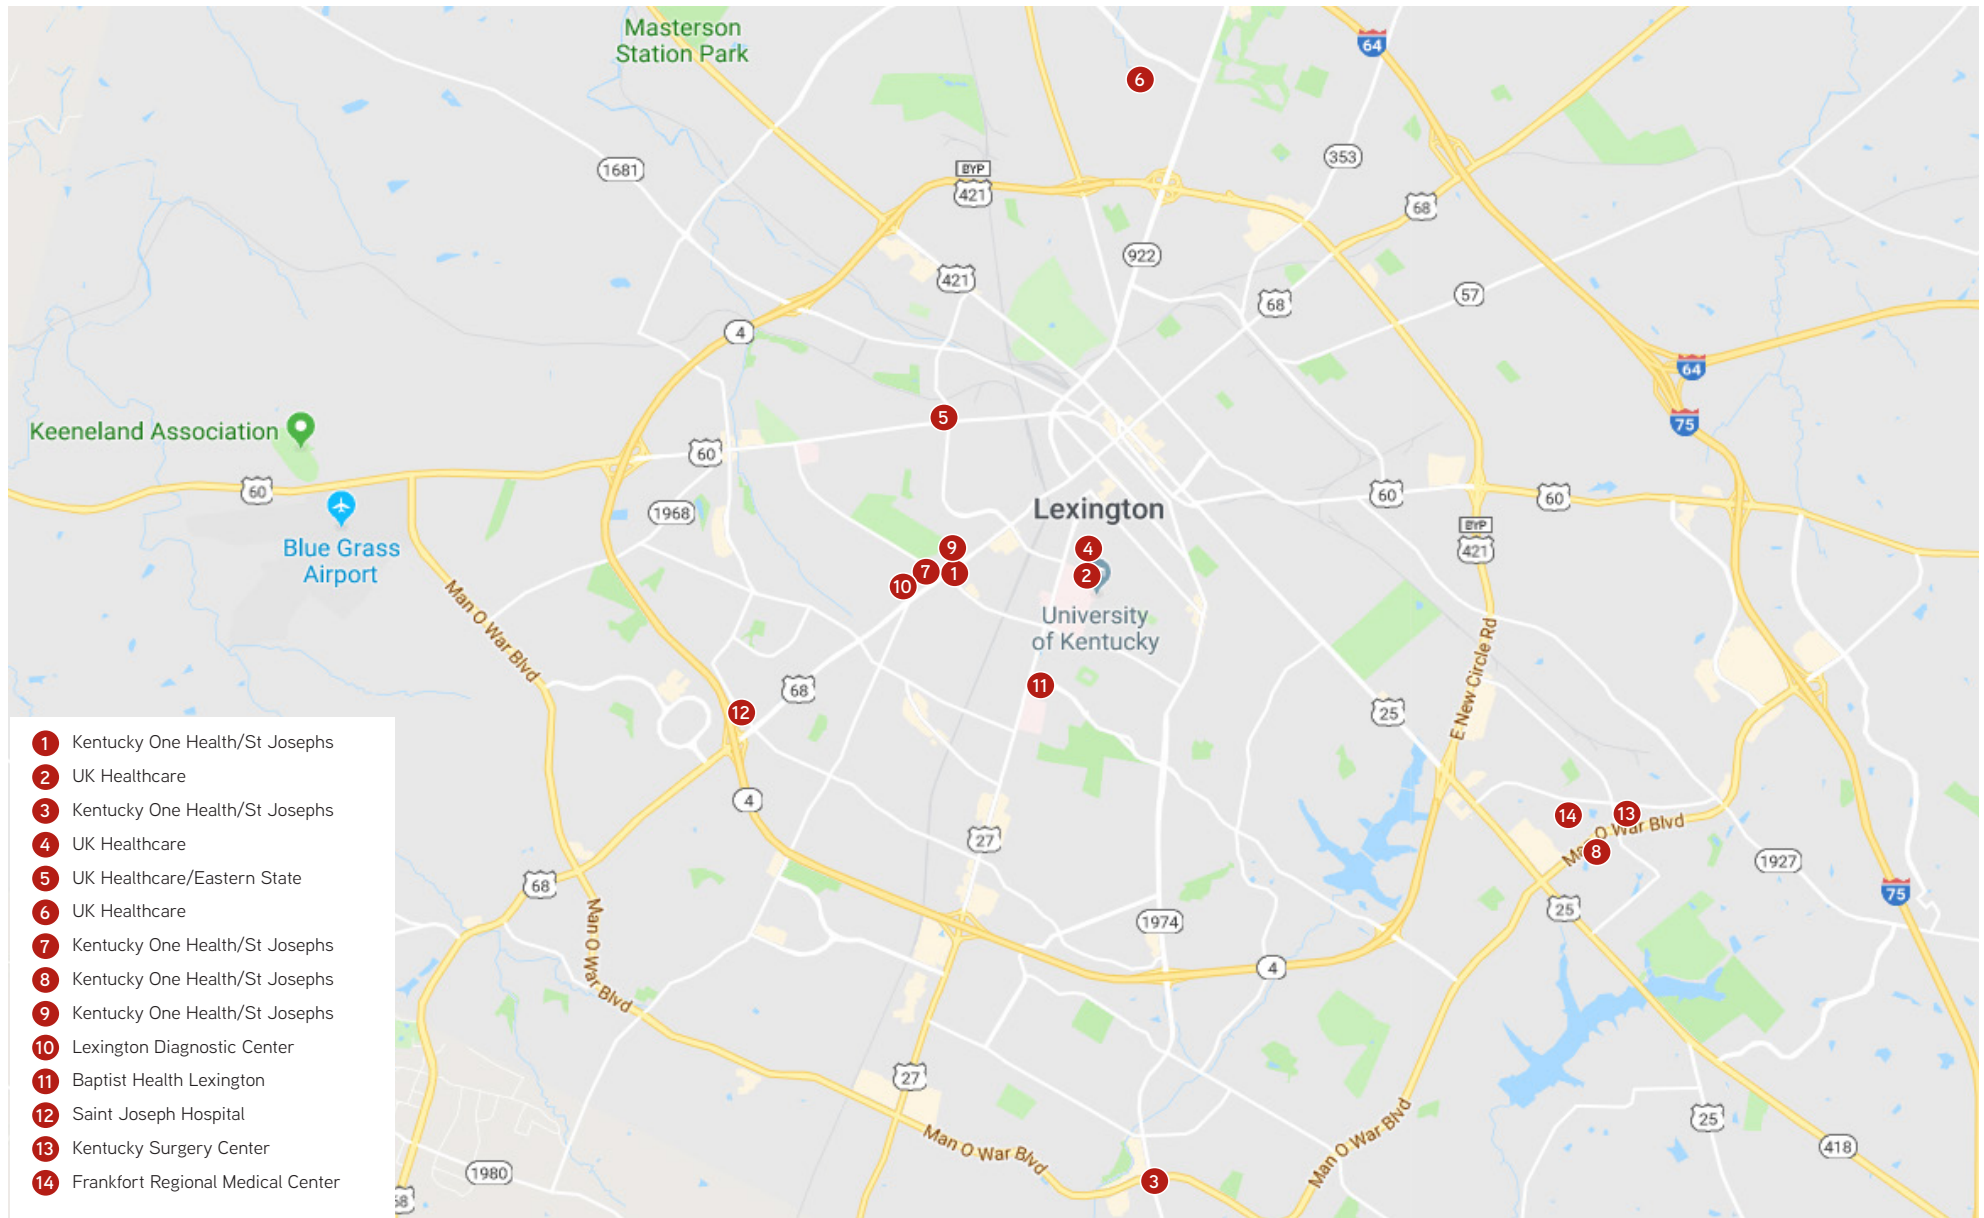 Masterson
Station Park
64
6
353
1681
BYP
421
68
922
421
57
68
4
64
75
5
Keeneland Association
60
60
60
60
1968
Lexington
BYP
421
Blue Grass
Airport
9
4
7
1
2
10
University
of Kentucky
Man O War Blvd
E New Circle Rd
11
68
12
25
4
14
13
Man O War Blvd
8
27
1927
68
75
25
1974
4
Man O War Blvd
27
25
Man O War Blvd
Man O War Blvd
418
1980
3
68
1 Kentucky One Health/St Josephs
2 UK Healthcare
3 Kentucky One Health/St Josephs
4 UK Healthcare
5 UK Healthcare/Eastern State
6 UK Healthcare
7 Kentucky One Health/St Josephs
8 Kentucky One Health/St Josephs
9 Kentucky One Health/St Josephs
10 Lexington Diagnostic Center
11 Baptist Health Lexington
12 Saint Joseph Hospital
13 Kentucky Surgery Center
14 Frankfort Regional Medical Center